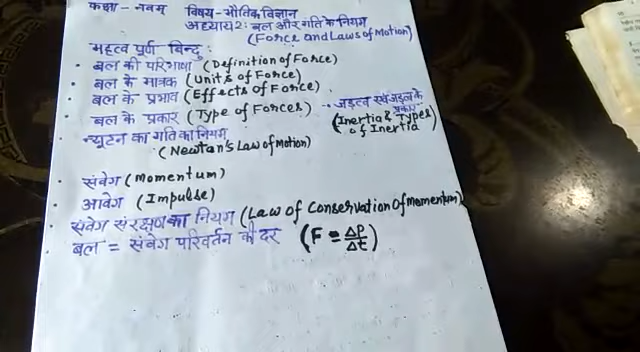 कक्षा - नवम् विषय - भौतिक विज्ञान
अध्याय 2: बल और गति के नियम
(Force and Laws of Motion)
महत्व पूर्ण बिन्दु:
• बल की परिभाषा (Definition of Force)
• बल के मात्रक (Units of Force)
• बल के प्रभाव (Effects of Force)
• बल के प्रकार (Type of Forces)
• जड़त्व एवं जड़त्व के प्रकार
(Inertia & Types of Inertia)
न्यूटन का गति का नियम
(Newtan's Law of Motion)
• संवेग (Momentum)
• आवेग (Impulse)
• संवेग संरक्षण का नियम (Law of Conservation Of Momentum)
• बल = संवेग परिवर्तन की दर (F = ΔP/Δt)